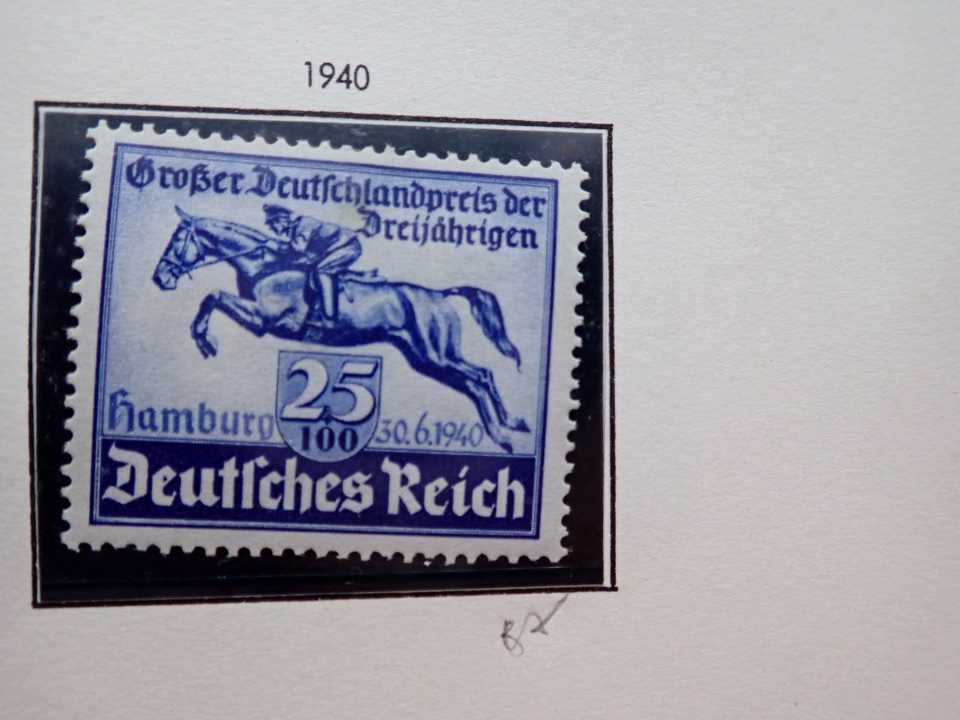 1940
Großer Deutschlandpreis der
Dreijährigen
25
100
Hamburg
30.6.1940
Deutsches Reich